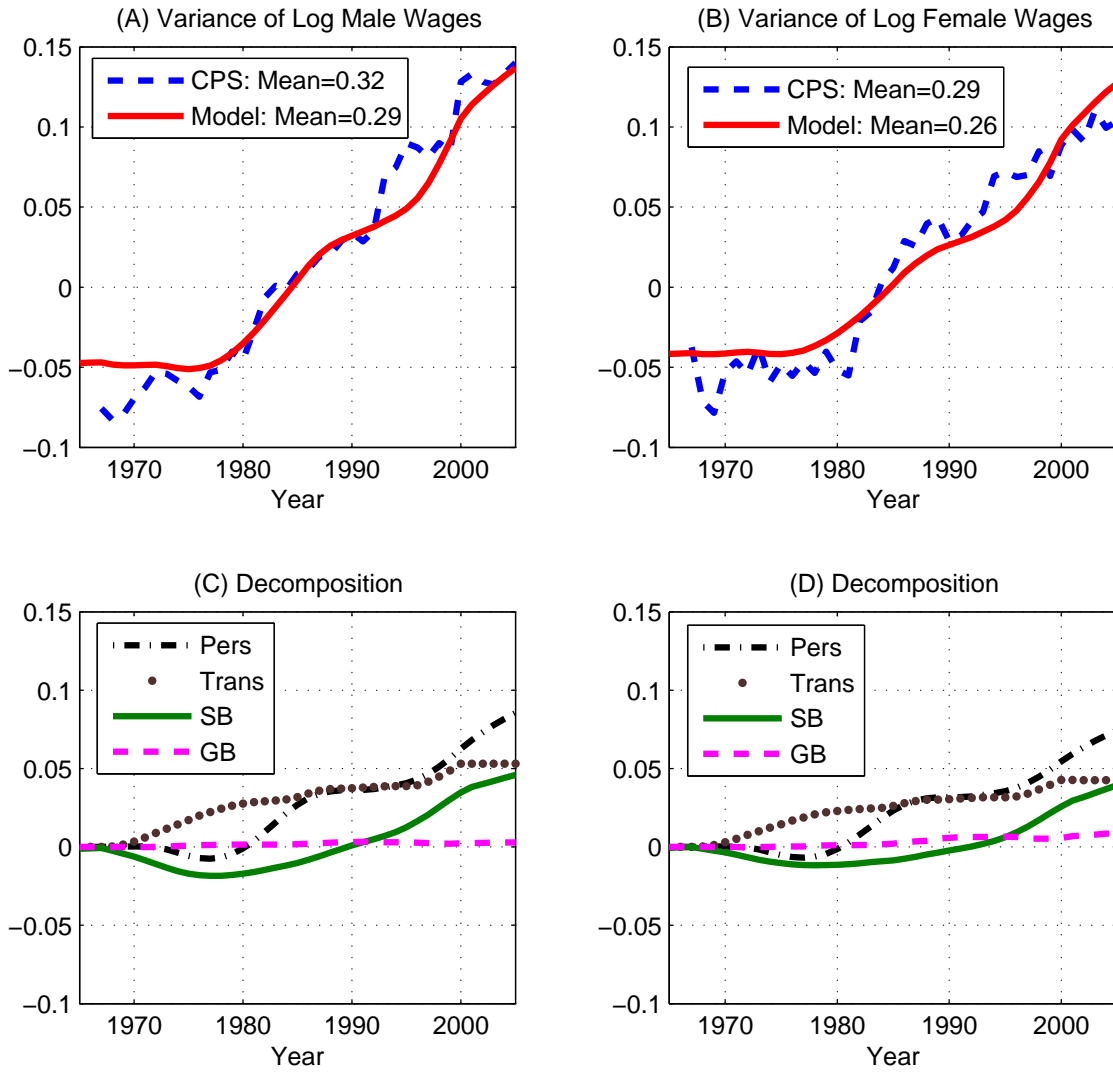 (A) Variance of Log Male Wages
0.15
0.1
0.05
0
−0.05
−0.1
CPS: Mean=0.32
Model: Mean=0.29
1970 1980 1990 2000
Year
(B) Variance of Log Female Wages
0.15
0.1
0.05
0
−0.05
−0.1
CPS: Mean=0.29
Model: Mean=0.26
1970 1980 1990 2000
Year
(C) Decomposition
0.15
0.1
0.05
0
−0.05
−0.1
Pers
Trans
SB
GB
1970 1980 1990 2000
Year
(D) Decomposition
0.15
0.1
0.05
0
−0.05
−0.1
Pers
Trans
SB
GB
1970 1980 1990 2000
Year